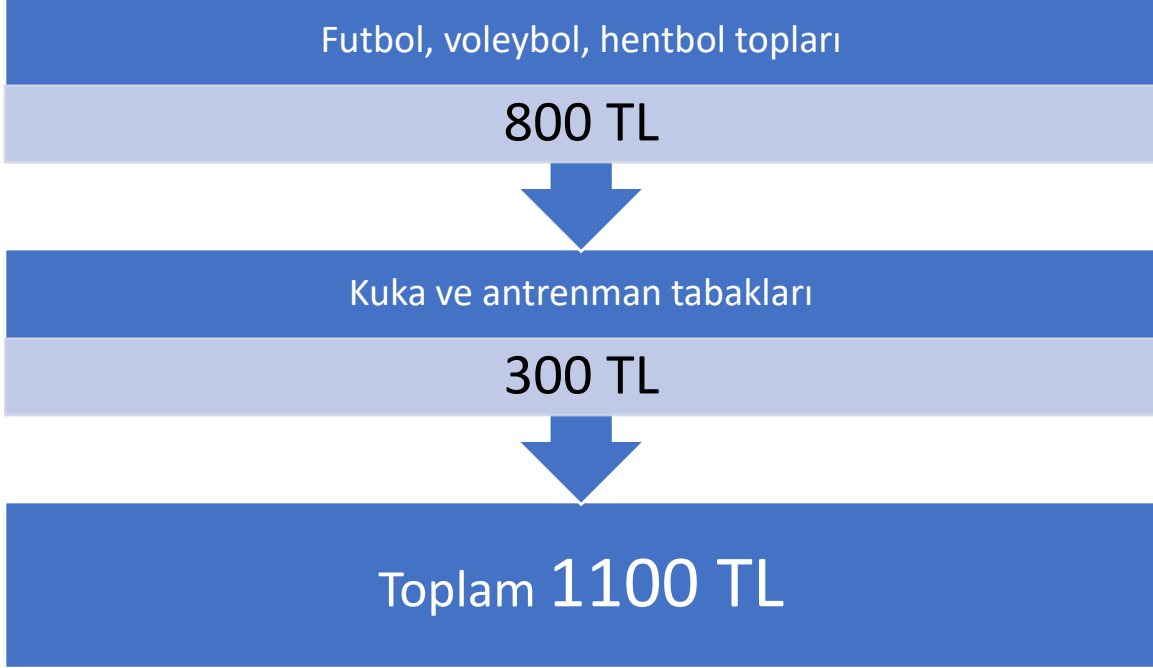 Futbol, voleybol, hentbol topları
800 TL
Kuka ve antrenman tabakları
300 TL
Toplam 1100 TL